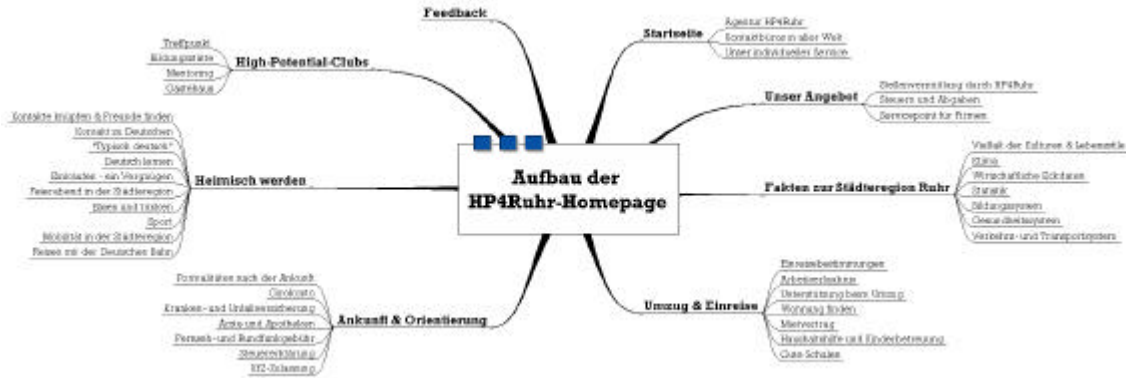 Aufbau der
HP4Ruhr-Homepage
Feedback
Startseite
Agentur HP4Ruhr
Kontaktbüros in aller Welt
Unser individueller Service
Unser Angebot
Stellenvermittlung durch HP4Ruhr
Steuern und Abgaben
Servicepoint für Firmen
Fakten zur Städteregion Ruhr
Vielfalt der Kulturen & Lebensstile
Klima
Wirtschaftliche Eckdaten
Statistik
Bildungssystem
Gesundheitssystem
Verkehrs- und Transportsystem
Umzug & Einreise
Einreisebestimmungen
Arbeitserlaubnis
Unterstützung beim Umzug
Wohnung finden
Mietvertrag
Haushaltshilfe und Kinderbetreuung
Gute Schulen
Ankunft & Orientierung
Formalitäten nach der Ankunft
Girokonto
Kranken- und Unfallversicherung
Ärzte und Apotheken
Fernseh- und Rundfunkgebühr
Steuererklärung
KFZ-Zulassung
Heimisch werden
Kontakte knüpfen & Freunde finden
Kontakt zu Deutschen
"Typisch deutsch"
Deutsch lernen
Einkaufen - ein Vergnügen
Feierabend in der Städteregion
Essen und trinken
Sport
Mobilität in der Städteregion
Reisen mit der Deutschen Bahn
High-Potential-Clubs
Treffpunkt
Bildungsstätte
Mentoring
Gästehaus